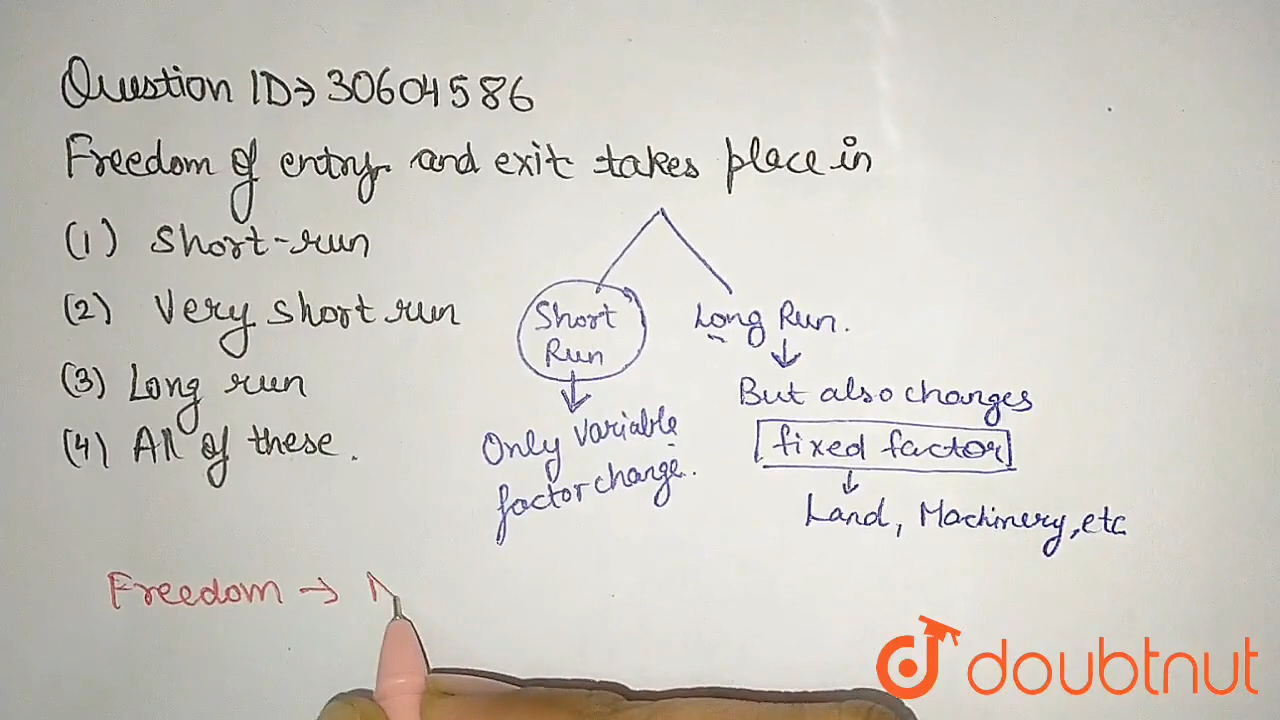 Question ID→ 30604586
Freedom of entry and exit takes place in
(1) Short-run
(2) Very short run
(3) Long run
(4) All of these.
Short
Run
Only variable
factor change.
Long Run.
But also changes
[fixed factor]
Land, Machinery, etc
Freedom →
doubtnut